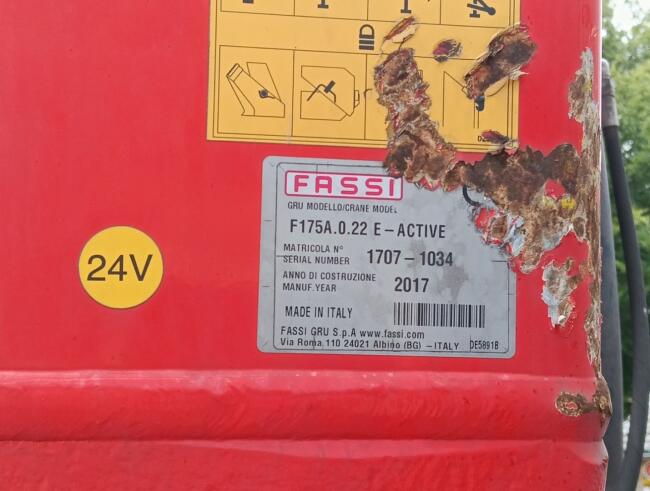 FASSI
GRU MODELLO/CRANE MODEL
F175A.0.22 E-ACTIVE
MATRICOLA N°
SERIAL NUMBER 1707-1034
ANNO DI COSTRUZIONE
MANUF.YEAR 2017
MADE IN ITALY
FASSI GRU S.p.A www.fassi.com
Via Roma,110 24021 Albino (BG) - ITALY DE5891B
24V